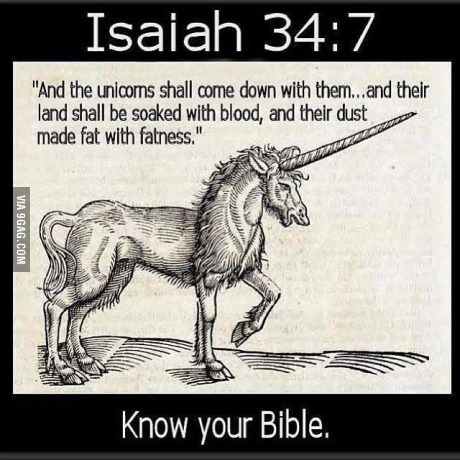 Isaiah 34:7
"And the unicorns shall come down with them...and their
land shall be soaked with blood, and their dust
made fat with fatness."
VIA 9GAG.COM
Know your Bible.